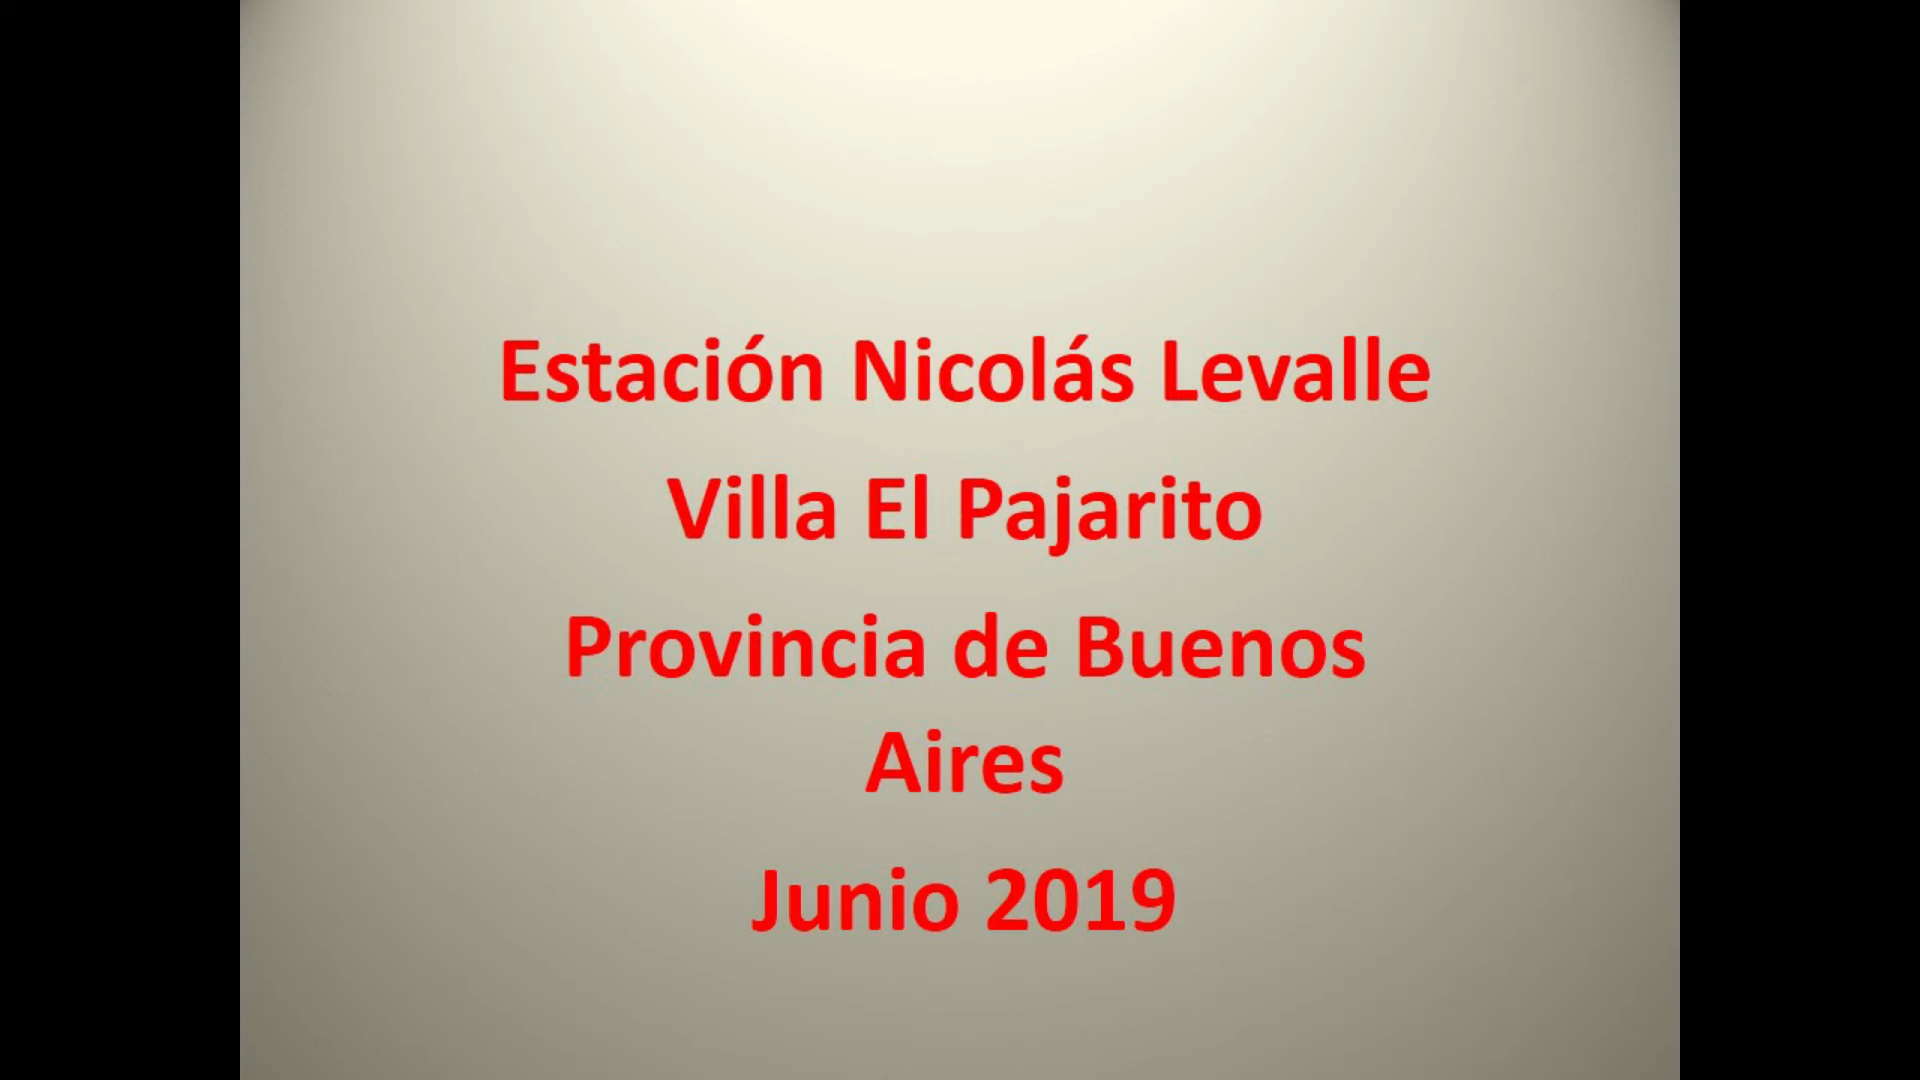 Estación Nicolás Levalle
Villa El Pajarito
Provincia de Buenos
Aires
Junio 2019